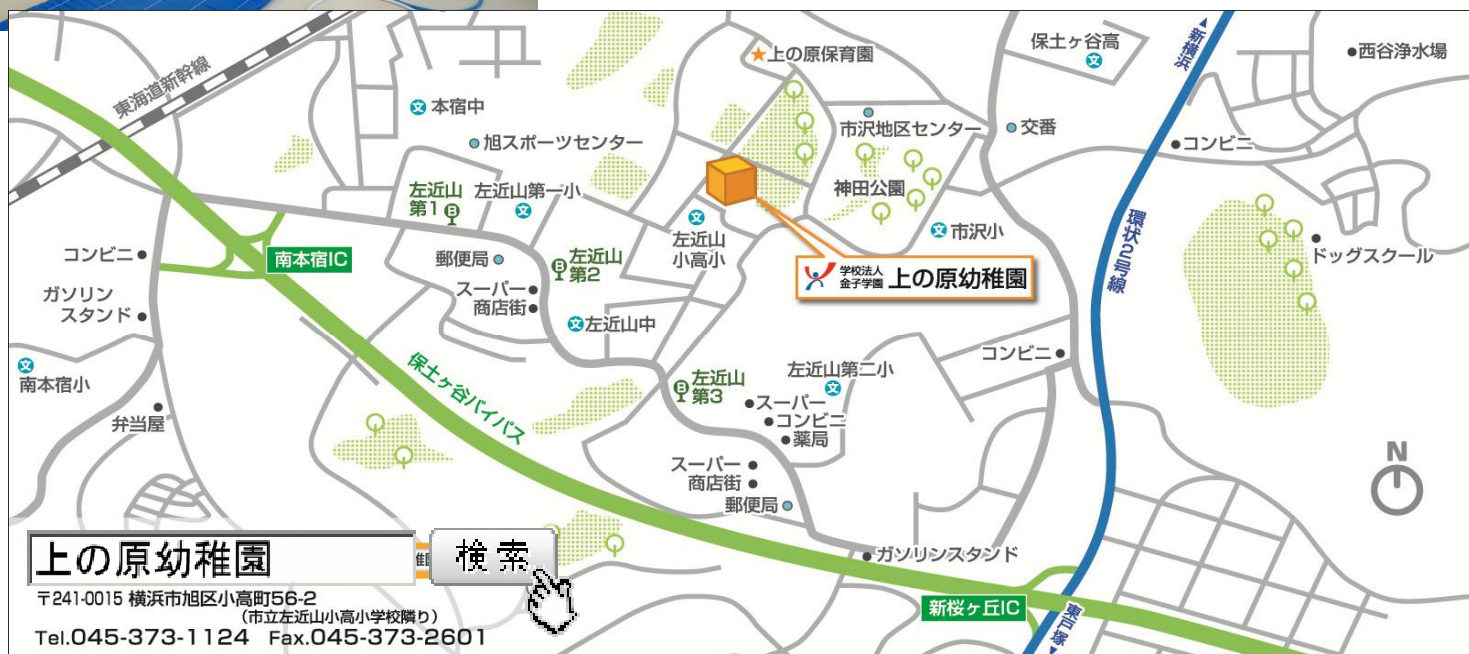 東海道新幹線
本宿中
旭スポーツセンター
上の原保育園
保土ヶ谷高
▲新横浜
西谷浄水場
市沢地区センター
交番
コンビニ
左近山
第1
左近山第一小
神田公園
左近山
小高小
市沢小
環状2号線
ドッグスクール
コンビニ
南本宿IC
郵便局
左近山
第2
学校法人
金子学園
上の原幼稚園
ガソリン
スタンド
スーパー
商店街
左近山中
南本宿小
保土ヶ谷バイパス
左近山
第3
左近山第二小
コンビニ
弁当屋
スーパー
コンビニ
薬局
スーパー
商店街
郵便局
N
ガソリンスタンド
新桜ヶ丘IC
東戸塚▼
上の原幼稚園
検索
〒241-0015 横浜市旭区小高町56-2
(市立左近山小高小学校隣り)
Tel.045-373-1124 Fax.045-373-2601